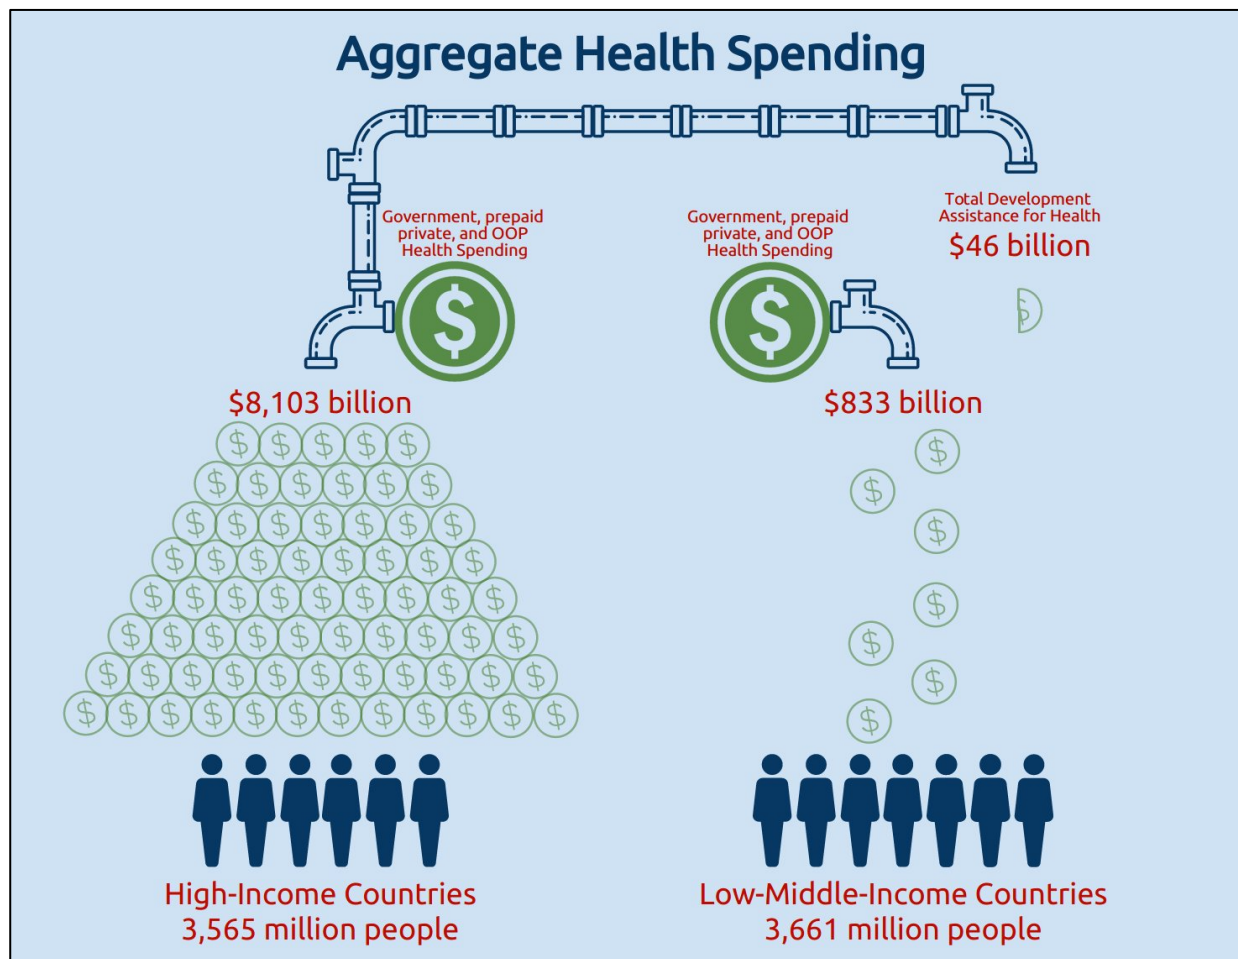 Aggregate Health Spending
Government, prepaid
private, and OOP
Health Spending
$
$8,103 billion
$ $ $ $ $
$ $ $ $ $ $
$ $ $ $ $ $ $
$ $ $ $ $ $ $ $
$ $ $ $ $ $ $ $ $
$ $ $ $ $ $ $ $ $ $
$ $ $ $ $ $ $ $ $ $ $
$ $ $ $ $ $ $ $ $ $ $ $
High-Income Countries
3,565 million people
Government, prepaid
private, and OOP
Health Spending
$
$833 billion
$
$
$
$
$
$
$
Low-Middle-Income Countries
3,661 million people
Total Development
Assistance for Health
$46 billion
$